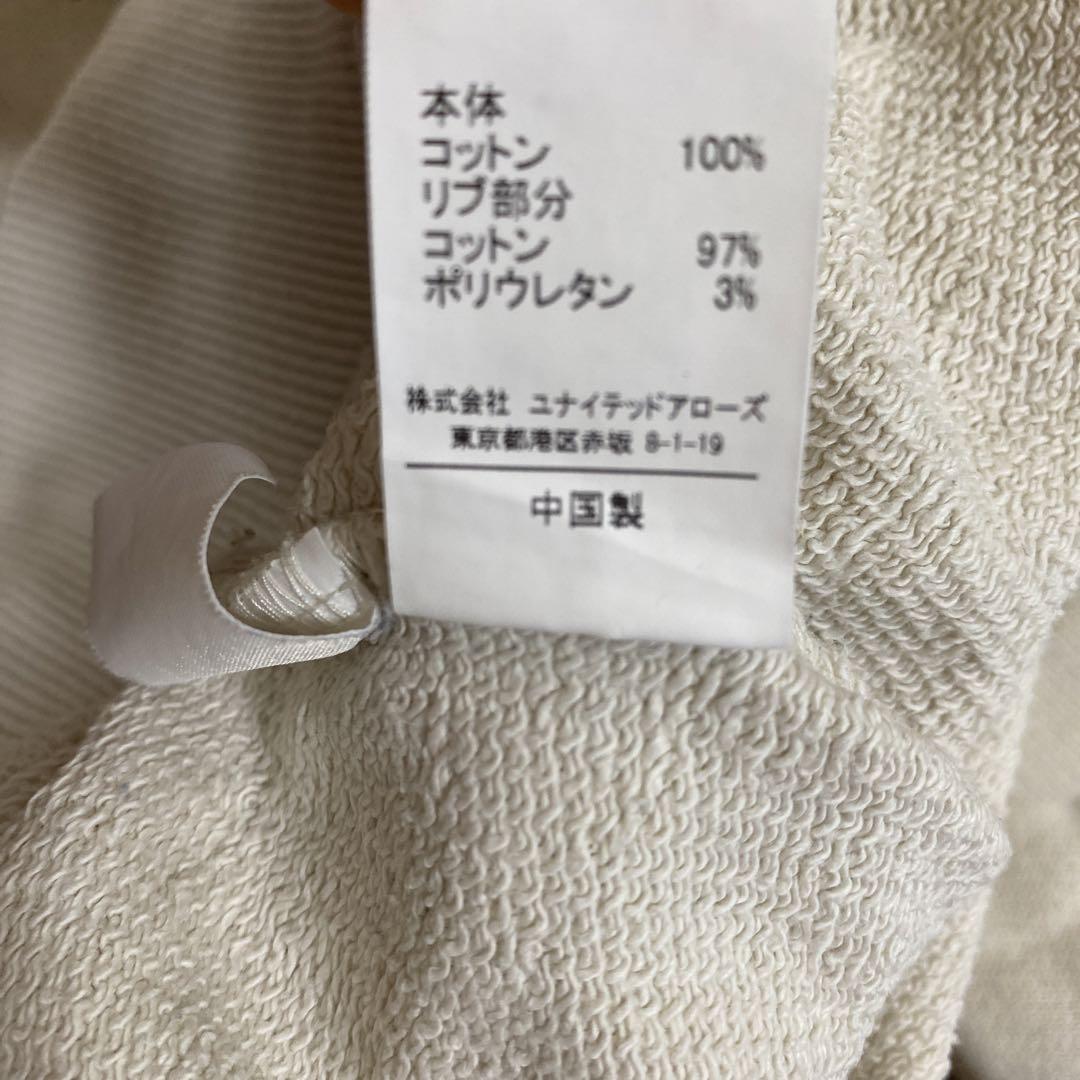 本体
コットン 100%
リブ部分
コットン 97%
ポリウレタン 3%
株式会社 ユナイテッドアローズ
東京都港区赤坂 8-1-19
中国製